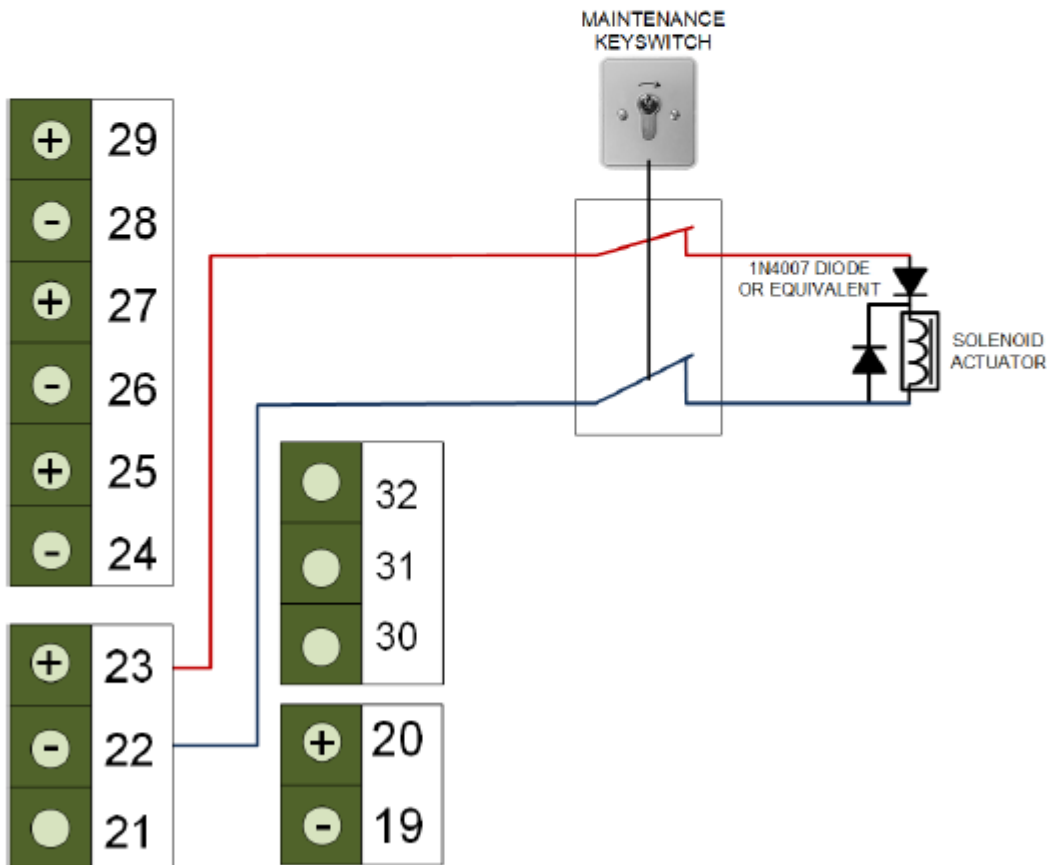 MAINTENANCE
KEYSWITCH
+ 29
- 28
+ 27
- 26
+ 25
- 24
1N4007 DIODE
OR EQUIVALENT
SOLENOID
ACTUATOR
32
31
30
+ 23
- 22
21
+ 20
- 19